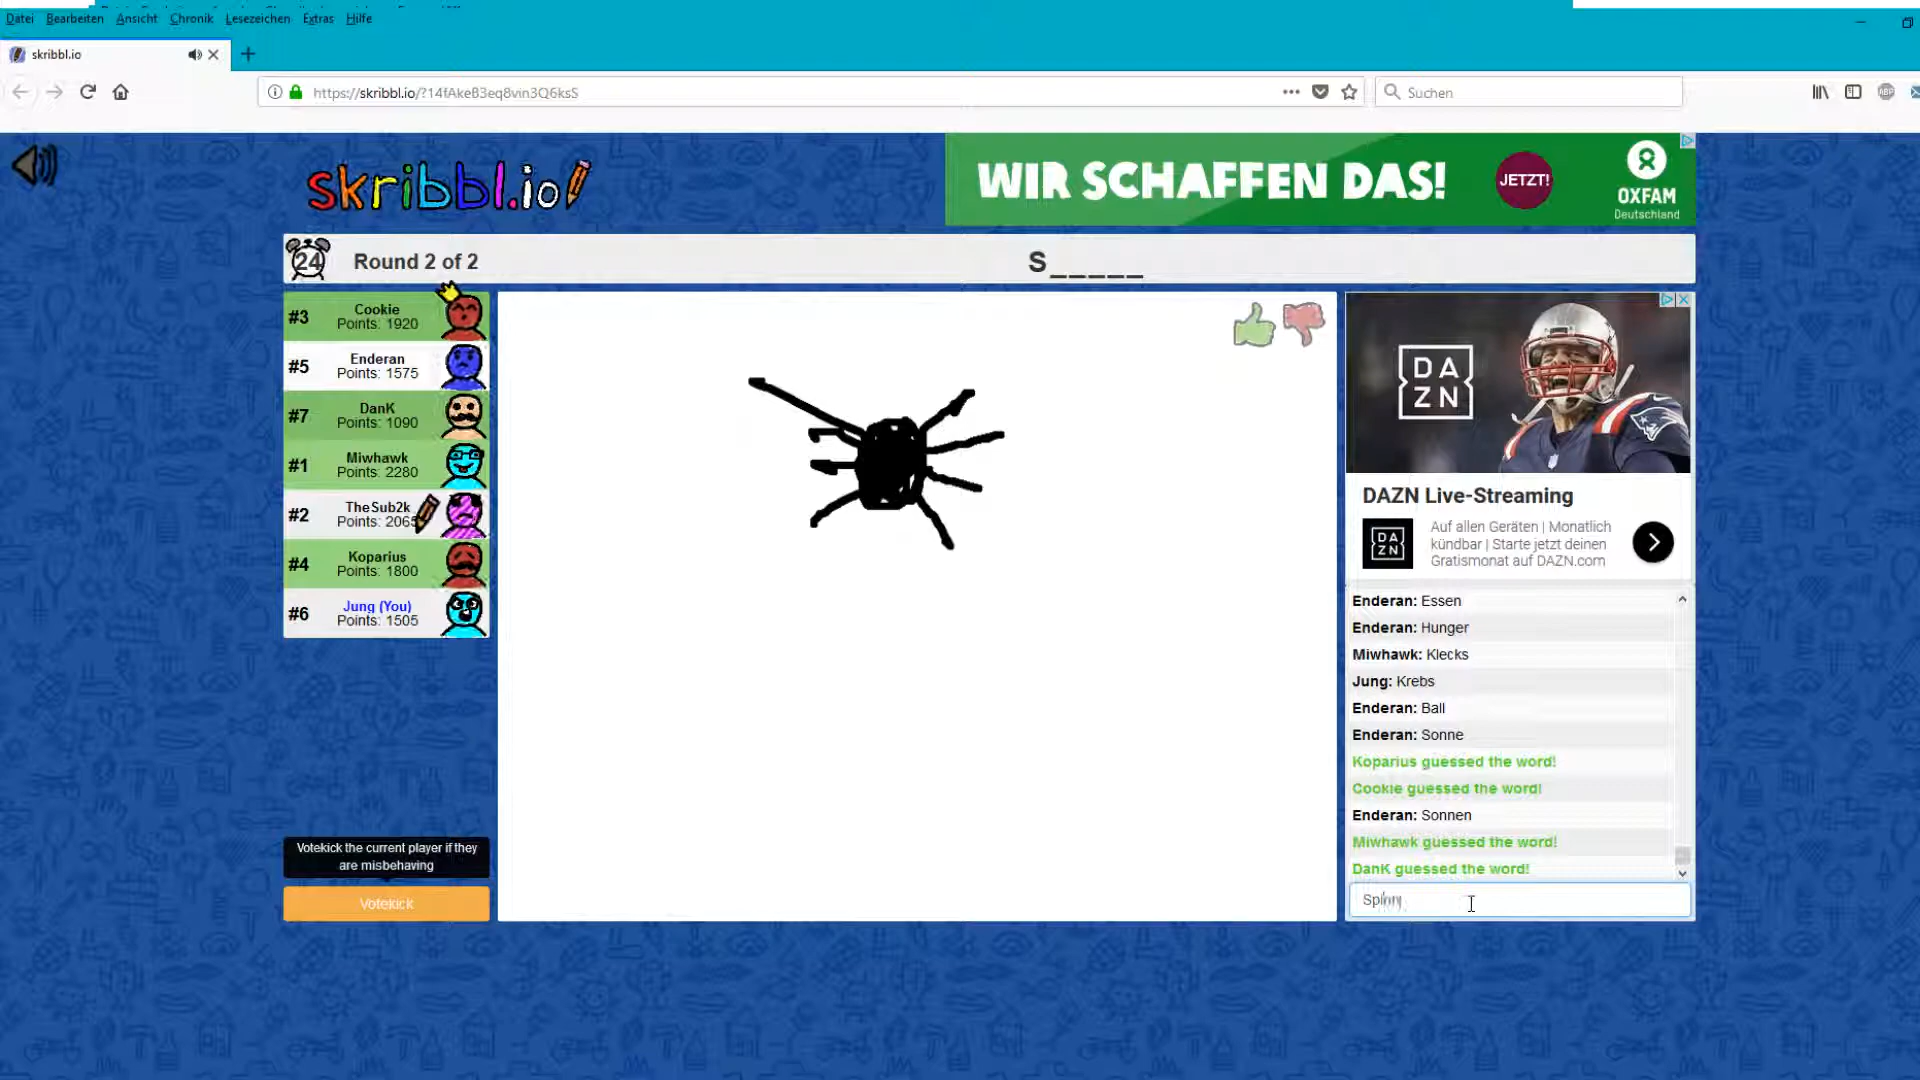 Datei Bearbeiten Ansicht Chronik Lesezeichen Extras Hilfe
skribbl.io
https://skribbl.io/?14fAkeB3eq8vin3Q6ksS
Suchen
ABP
skribbl.io
WIR SCHAFFEN DAS!
JETZT!
OXFAM
Deutschland
24
Round 2 of 2
S_____
#3
Cookie
Points: 1920
#5
Enderan
Points: 1575
#7
DanK
Points: 1090
#1
Miwhawk
Points: 2280
#2
TheSub2k
Points: 2065
#4
Koparius
Points: 1800
#6
Jung (You)
Points: 1505
Votekick the current player if they
are misbehaving
Votekick
DA
ZN
DAZN Live-Streaming
DA
ZN
Auf allen Geräten | Monatlich
kündbar | Starte jetzt deinen
Gratismonat auf DAZN.com
Enderan: Essen
Enderan: Hunger
Miwhawk: Klecks
Jung: Krebs
Enderan: Ball
Enderan: Sonne
Koparius guessed the word!
Cookie guessed the word!
Enderan: Sonnen
Miwhawk guessed the word!
DanK guessed the word!